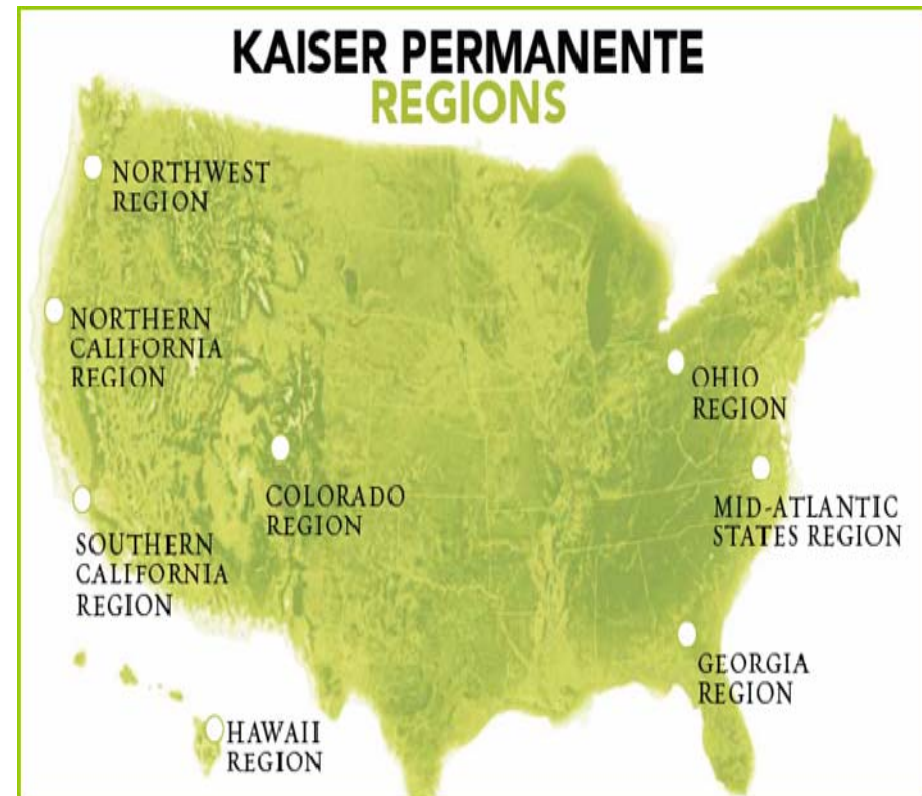 KAISER PERMANENTE
REGIONS
NORTHWEST
REGION
NORTHERN
CALIFORNIA
REGION
OHIO
REGION
COLORADO
REGION
MID-ATLANTIC
STATES REGION
SOUTHERN
CALIFORNIA
REGION
GEORGIA
REGION
HAWAII
REGION